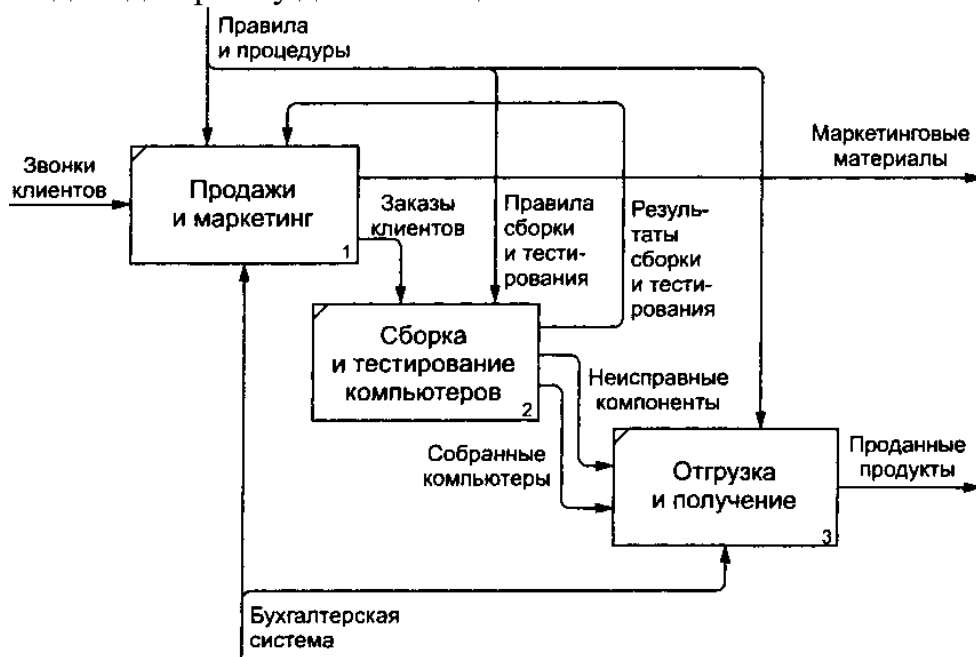 Правила
и процедуры
Звонки
клиентов
Продажи
и маркетинг
1
Маркетинговые
материалы
Заказы
клиентов
Правила
сборки
и тести-
рования
Резуль-
таты
сборки
и тести-
рования
Сборка
и тестирование
компьютеров
2
Неисправные
компоненты
Собранные
компьютеры
Отгрузка
и получение
3
Проданные
продукты
Бухгалтерская
система